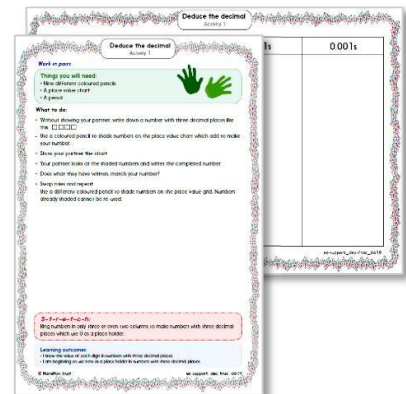 Deduce the decimal
Activity 1
1s
0.001s
Deduce the decimal
Activity 1
Work in pairs
Things you will need:
• Nine different coloured pencils
• A place value chart
• A pencil
What to do:
• Without showing your partner, write down a number with three decimal places like
this □.□□□
• Use a coloured pencil to shade numbers on the place value chart which add to make
your number.
• Show your partner the chart.
• Your partner looks at the shaded numbers and writes the completed number.
• Does what they have written, match your number?
• Swap roles and repeat.
Use a different coloured pencil to shade numbers on the place value grid. Numbers
already shaded cannot be re-used.
S-t-r-e-t-c-h:
Ring numbers in only three or even two columns to make numbers with three decimal
places which use 0 as a place holder.
Learning outcomes:
• I know the value of each digit in numbers with three decimal places.
• I am beginning to use zero as a place holder in numbers with three decimal places.
© Hamilton Trust